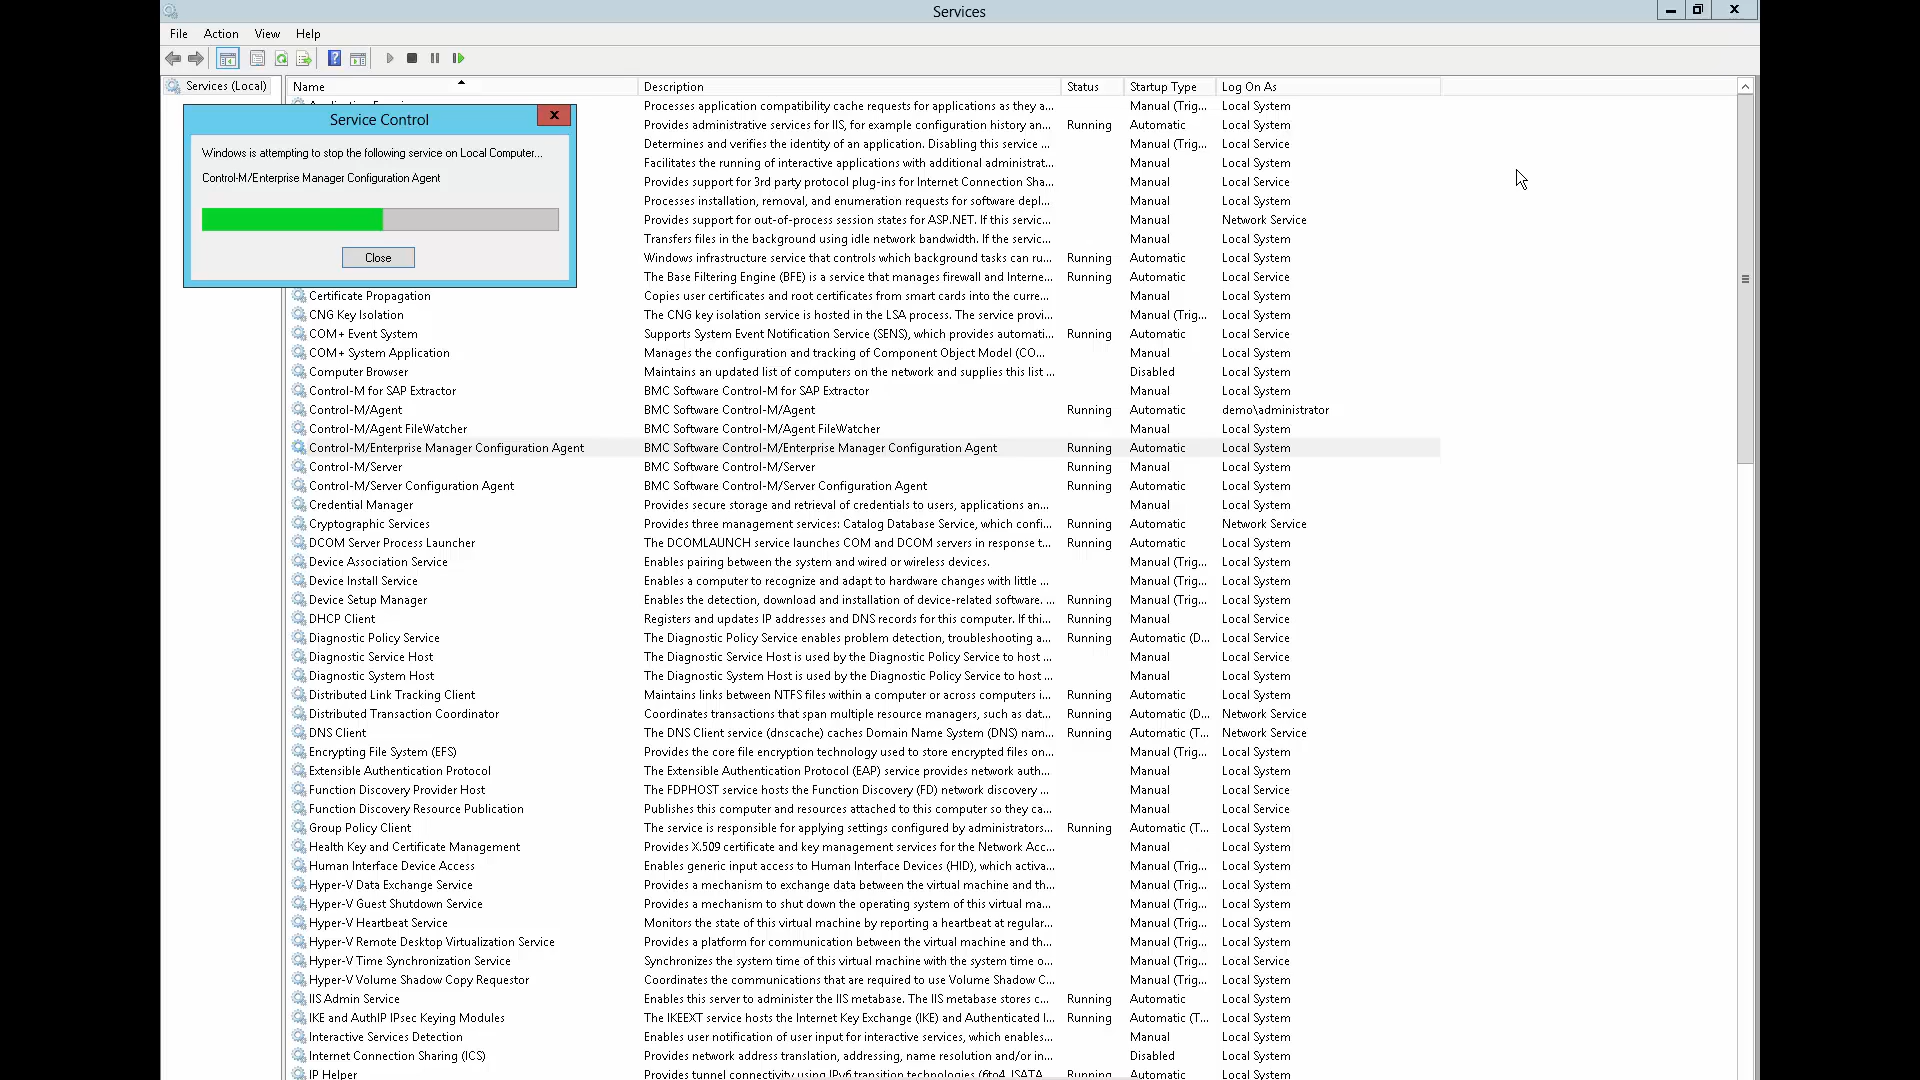 Services
File Action View Help
Services (Local)
Name Description Status Startup Type Log On As
Processes application compatibility cache requests for applications as they a... Manual (Trig... Local System
Provides administrative services for IIS, for example configuration history an... Running Automatic Local System
Determines and verifies the identity of an application. Disabling this service ... Manual (Trig... Local Service
Facilitates the running of interactive applications with additional administrat... Manual Local System
Provides support for 3rd party protocol plug-ins for Internet Connection Sha... Manual Local Service
Processes installation, removal, and enumeration requests for software depl... Manual Local System
Provides support for out-of-process session states for ASP.NET. If this servic... Manual Network Service
Transfers files in the background using idle network bandwidth. If the servic... Manual Local System
Windows infrastructure service that controls which background tasks can ru... Running Automatic Local System
The Base Filtering Engine (BFE) is a service that manages firewall and Interne... Running Automatic Local Service
Service Control
Windows is attempting to stop the following service on Local Computer...
Control-M/Enterprise Manager Configuration Agent
Close
Certificate Propagation Copies user certificates and root certificates from smart cards into the curre... Manual Local System
CNG Key Isolation The CNG key isolation service is hosted in the LSA process. The service provi... Manual (Trig... Local System
COM+ Event System Supports System Event Notification Service (SENS), which provides automati... Running Automatic Local Service
COM+ System Application Manages the configuration and tracking of Component Object Model (CO... Manual Local System
Computer Browser Maintains an updated list of computers on the network and supplies this list ... Disabled Local System
Control-M for SAP Extractor BMC Software Control-M for SAP Extractor Manual Local System
Control-M/Agent BMC Software Control-M/Agent Running Automatic demo\administrator
Control-M/Agent FileWatcher BMC Software Control-M/Agent FileWatcher Manual Local System
Control-M/Enterprise Manager Configuration Agent BMC Software Control-M/Enterprise Manager Configuration Agent Running Automatic Local System
Control-M/Server BMC Software Control-M/Server Running Manual Local System
Control-M/Server Configuration Agent BMC Software Control-M/Server Configuration Agent Running Automatic Local System
Credential Manager Provides secure storage and retrieval of credentials to users, applications an... Manual Local System
Cryptographic Services Provides three management services: Catalog Database Service, which confi... Running Automatic Network Service
DCOM Server Process Launcher The DCOMLAUNCH service launches COM and DCOM servers in response t... Running Automatic Local System
Device Association Service Enables pairing between the system and wired or wireless devices. Manual (Trig... Local System
Device Install Service Enables a computer to recognize and adapt to hardware changes with little ... Manual (Trig... Local System
Device Setup Manager Enables the detection, download and installation of device-related software. ... Running Manual (Trig... Local System
DHCP Client Registers and updates IP addresses and DNS records for this computer. If thi... Running Manual Local Service
Diagnostic Policy Service The Diagnostic Policy Service enables problem detection, troubleshooting a... Running Automatic (D... Local Service
Diagnostic Service Host The Diagnostic Service Host is used by the Diagnostic Policy Service to host ... Manual Local Service
Diagnostic System Host The Diagnostic System Host is used by the Diagnostic Policy Service to host ... Manual Local System
Distributed Link Tracking Client Maintains links between NTFS files within a computer or across computers i... Running Automatic Local System
Distributed Transaction Coordinator Coordinates transactions that span multiple resource managers, such as dat... Running Automatic (D... Network Service
DNS Client The DNS Client service (dnscache) caches Domain Name System (DNS) nam... Running Automatic (T... Network Service
Encrypting File System (EFS) Provides the core file encryption technology used to store encrypted files on... Manual (Trig... Local System
Extensible Authentication Protocol The Extensible Authentication Protocol (EAP) service provides network auth... Manual Local System
Function Discovery Provider Host The FDPHOST service hosts the Function Discovery (FD) network discovery ... Manual Local Service
Function Discovery Resource Publication Publishes this computer and resources attached to this computer so they ca... Manual Local Service
Group Policy Client The service is responsible for applying settings configured by administrators... Running Automatic (T... Local System
Health Key and Certificate Management Provides X.509 certificate and key management services for the Network Acc... Manual Local System
Human Interface Device Access Enables generic input access to Human Interface Devices (HID), which activa... Manual (Trig... Local System
Hyper-V Data Exchange Service Provides a mechanism to exchange data between the virtual machine and th... Manual (Trig... Local System
Hyper-V Guest Shutdown Service Provides a mechanism to shut down the operating system of this virtual ma... Manual (Trig... Local System
Hyper-V Heartbeat Service Monitors the state of this virtual machine by reporting a heartbeat at regular... Manual (Trig... Local System
Hyper-V Remote Desktop Virtualization Service Provides a platform for communication between the virtual machine and th... Manual (Trig... Local System
Hyper-V Time Synchronization Service Synchronizes the system time of this virtual machine with the system time o... Manual (Trig... Local Service
Hyper-V Volume Shadow Copy Requestor Coordinates the communications that are required to use Volume Shadow C... Manual (Trig... Local System
IIS Admin Service Enables this server to administer the IIS metabase. The IIS metabase stores c... Running Automatic Local System
IKE and AuthIP IPsec Keying Modules The IKEEXT service hosts the Internet Key Exchange (IKE) and Authenticated I... Running Automatic (T... Local System
Interactive Services Detection Enables user notification of user input for interactive services, which enables... Manual Local System
Internet Connection Sharing (ICS) Provides network address translation, addressing, name resolution and/or in... Disabled Local System
IP Helper Provides tunnel connectivity using IPv6 transition technologies (6to4, ISATA... Running Automatic Local System